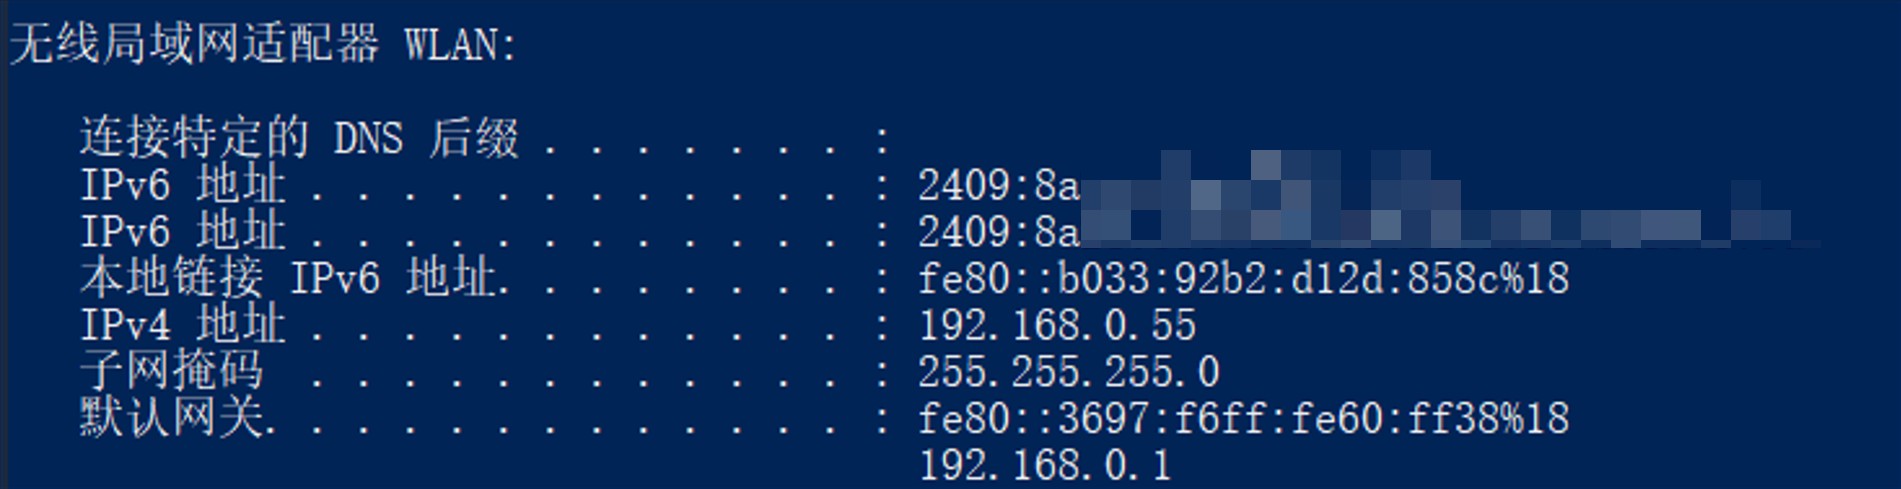 无线局域网适配器 WLAN:
连接特定的 DNS 后缀 . . . . . . . :
IPv6 地址 . . . . . . . . . . . . : 2409:8a
IPv6 地址 . . . . . . . . . . . . : 2409:8a
本地链接 IPv6 地址. . . . . . . . : fe80::b033:92b2:d12d:858c%18
IPv4 地址 . . . . . . . . . . . . : 192.168.0.55
子网掩码  . . . . . . . . . . . . : 255.255.255.0
默认网关. . . . . . . . . . . . . : fe80::3697:f6ff:fe60:ff38%18
192.168.0.1